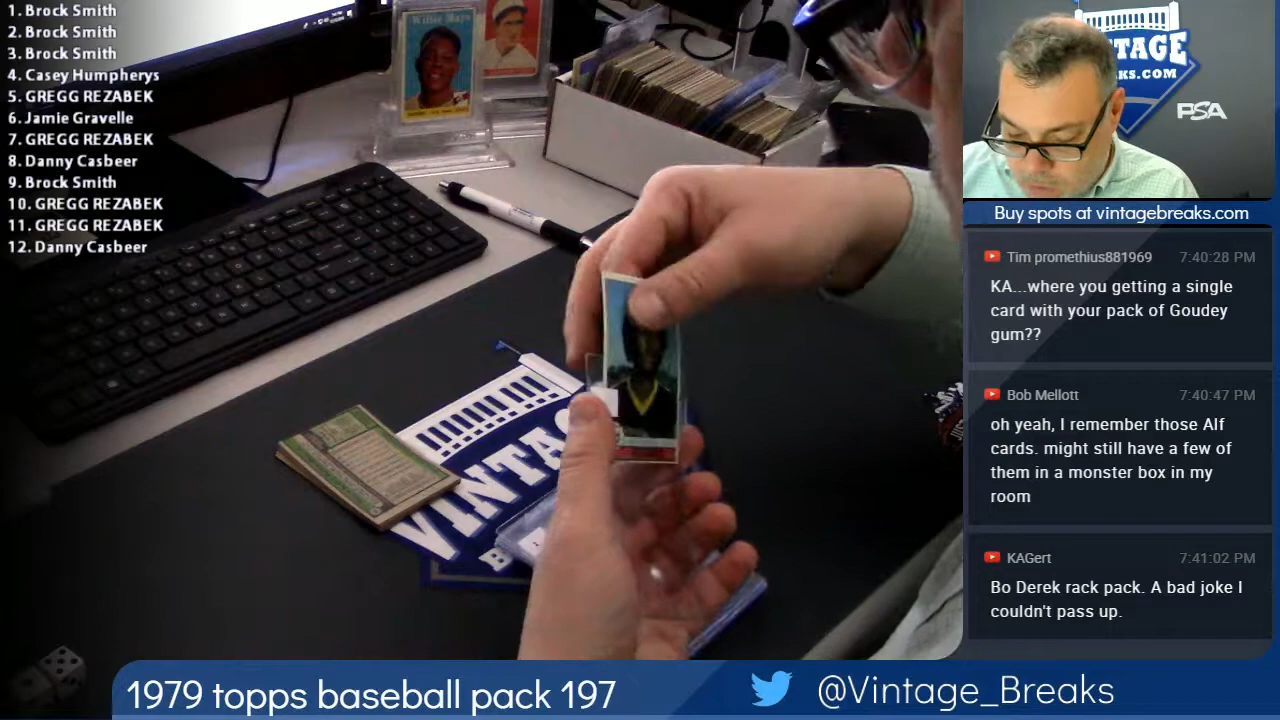 1. Brock Smith
2. Brock Smith
3. Brock Smith
4. Casey Humpherys
5. GREGG REZABEK
6. Jamie Gravelle
7. GREGG REZABEK
8. Danny Casbeer
9. Brock Smith
10. GREGG REZABEK
11. GREGG REZABEK
12. Danny Casbeer
Willie Mays
VINTAG
B
NTAGE
KS.COM
PSA
Buy spots at vintagebreaks.com
Tim promethius881969 7:40:28 PM
KA...where you getting a single
card with your pack of Goudey
gum??
Bob Mellott 7:40:47 PM
oh yeah, I remember those Alf
cards. might still have a few of
them in a monster box in my
room
KAGert 7:41:02 PM
Bo Derek rack pack. A bad joke I
couldn't pass up.
1979 topps baseball pack 197
@Vintage_Breaks